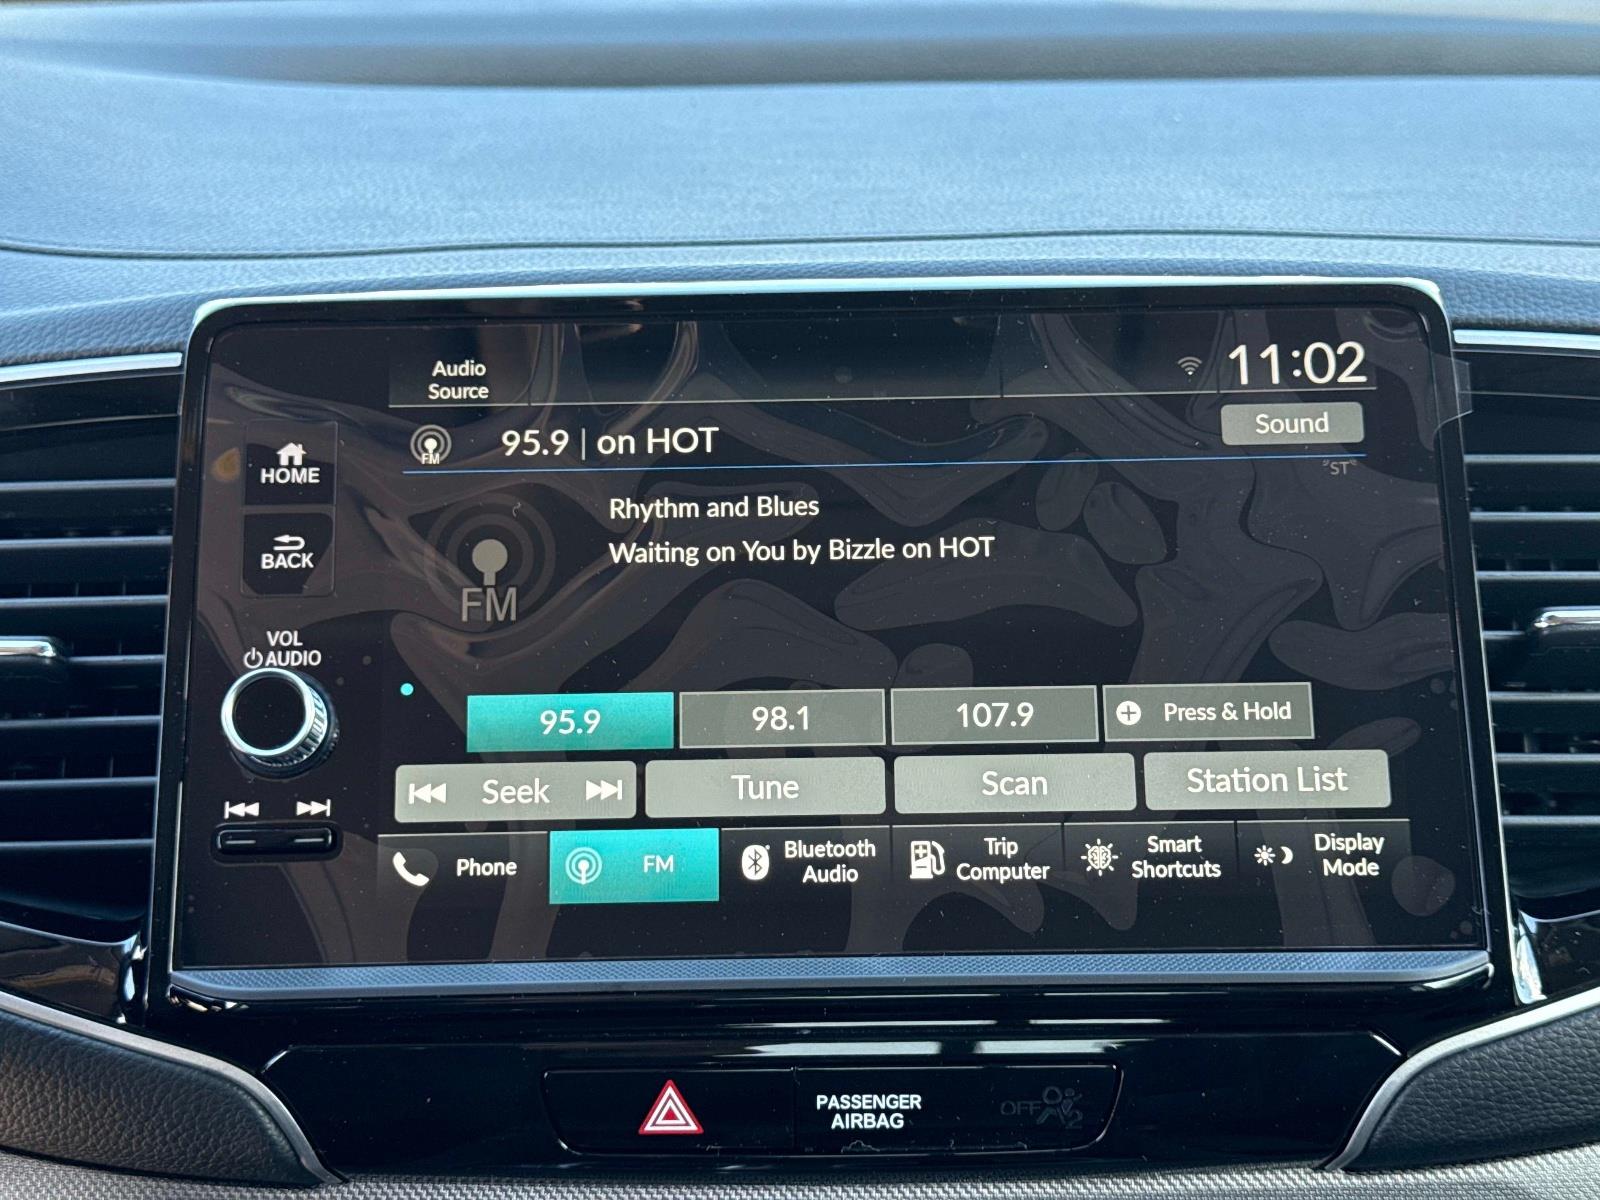 Audio
Source
11:02
Sound
FM
95.9 | on HOT
"ST"
HOME
BACK
Rhythm and Blues
Waiting on You by Bizzle on HOT
FM
VOL
AUDIO
95.9
98.1
107.9
Press & Hold
Seek
Tune
Scan
Station List
Phone
FM
Bluetooth
Audio
Trip
Computer
Smart
Shortcuts
Display
Mode
PASSENGER
AIRBAG
OFF
2